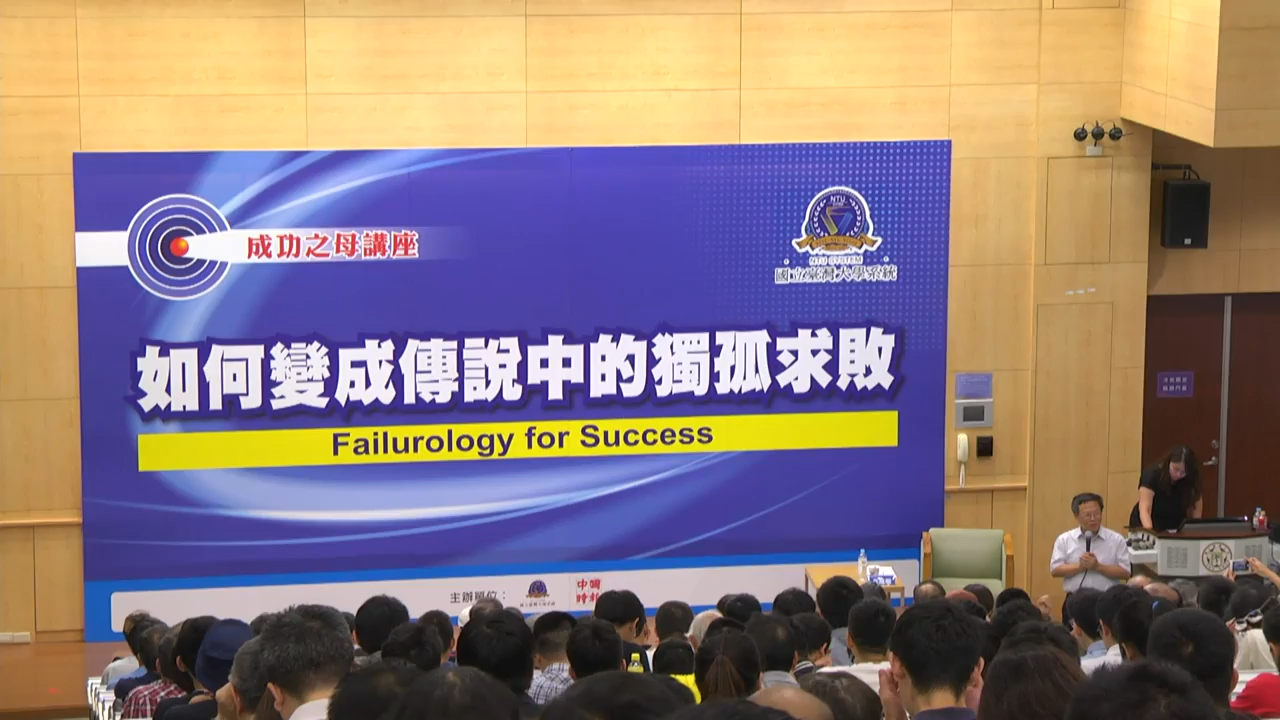 成功之母講座
NTU
NTU SYSTEM
國立臺灣大學系統
如何變成傳說中的獨孤求敗
Failurology for Success
主辦單位：
中國
時報